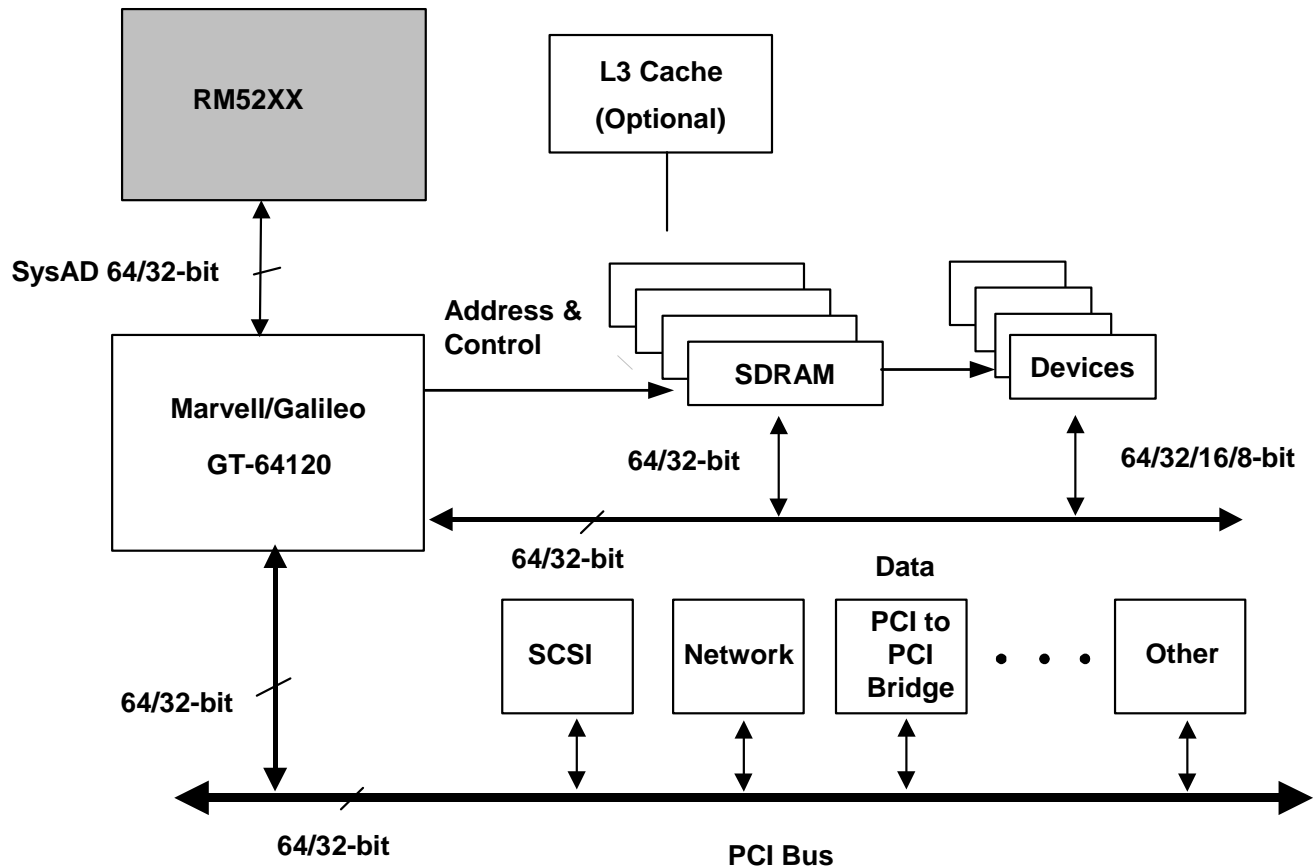 RM52XX
L3 Cache
(Optional)
SysAD 64/32-bit
Address &
Control
SDRAM
Devices
Marvell/Galileo
GT-64120
64/32-bit
64/32/16/8-bit
64/32-bit
Data
SCSI
Network
PCI to
PCI
Bridge
Other
64/32-bit
64/32-bit
PCI Bus